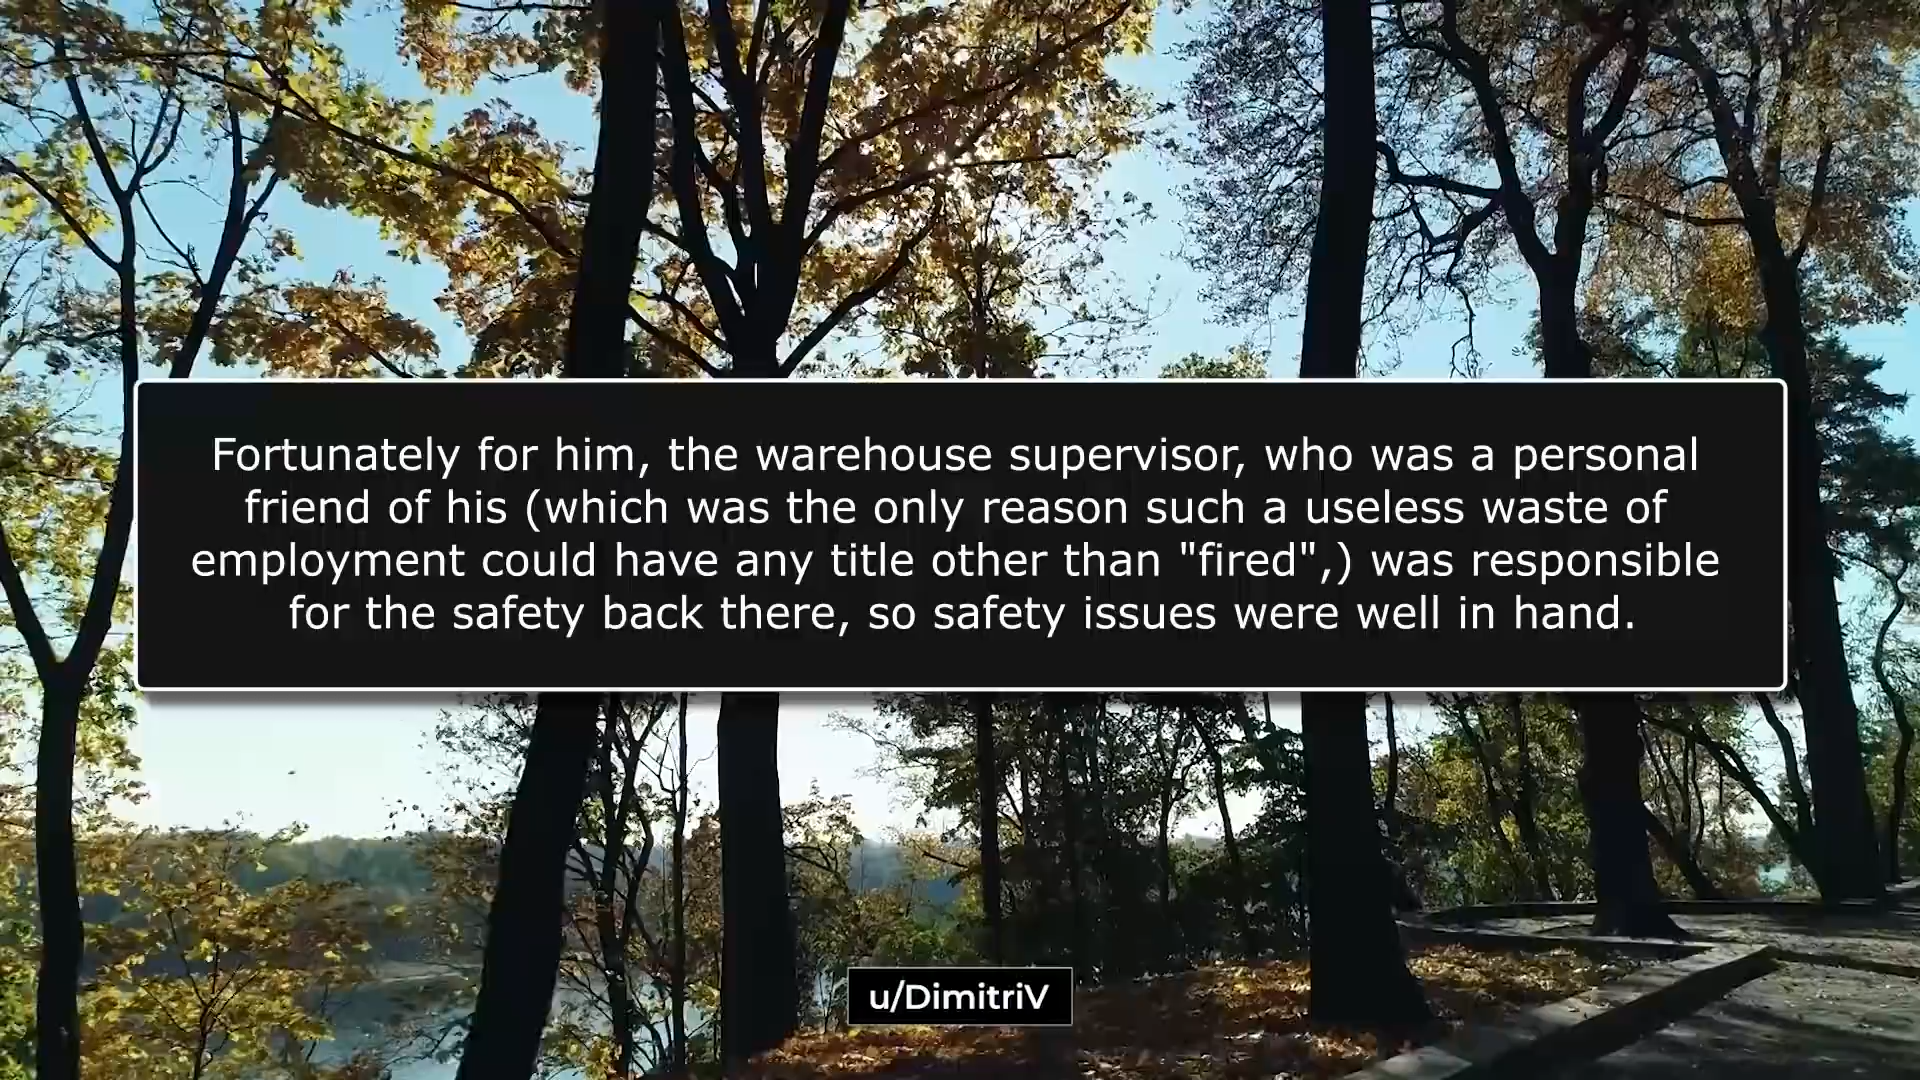 Fortunately for him, the warehouse supervisor, who was a personal
friend of his (which was the only reason such a useless waste of
employment could have any title other than "fired",) was responsible
for the safety back there, so safety issues were well in hand.
u/DimitriV